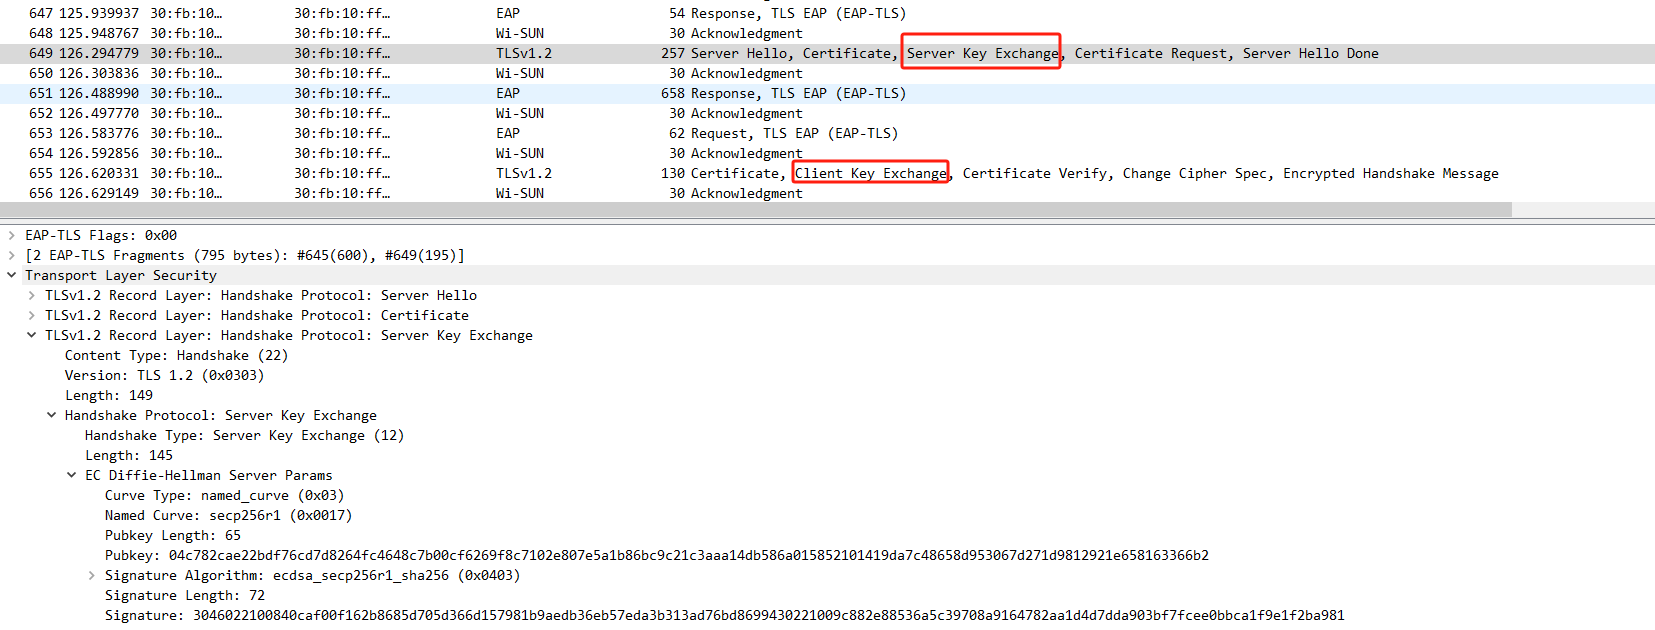 647 125.939937 30:fb:10… 30:fb:10:ff… EAP 54 Response, TLS EAP (EAP-TLS)
648 125.948767 30:fb:10… 30:fb:10:ff… Wi-SUN 30 Acknowledgment
649 126.294779 30:fb:10… 30:fb:10:ff… TLSv1.2 257 Server Hello, Certificate, Server Key Exchange, Certificate Request, Server Hello Done
650 126.303836 30:fb:10… 30:fb:10:ff… Wi-SUN 30 Acknowledgment
651 126.488990 30:fb:10… 30:fb:10:ff… EAP 658 Response, TLS EAP (EAP-TLS)
652 126.497770 30:fb:10… 30:fb:10:ff… Wi-SUN 30 Acknowledgment
653 126.583776 30:fb:10… 30:fb:10:ff… EAP 62 Request, TLS EAP (EAP-TLS)
654 126.592856 30:fb:10… 30:fb:10:ff… Wi-SUN 30 Acknowledgment
655 126.620331 30:fb:10… 30:fb:10:ff… TLSv1.2 130 Certificate, Client Key Exchange, Certificate Verify, Change Cipher Spec, Encrypted Handshake Message
656 126.629149 30:fb:10… 30:fb:10:ff… Wi-SUN 30 Acknowledgment
EAP-TLS Flags: 0x00
[2 EAP-TLS Fragments (795 bytes): #645(600), #649(195)]
Transport Layer Security
TLSv1.2 Record Layer: Handshake Protocol: Server Hello
TLSv1.2 Record Layer: Handshake Protocol: Certificate
TLSv1.2 Record Layer: Handshake Protocol: Server Key Exchange
Content Type: Handshake (22)
Version: TLS 1.2 (0x0303)
Length: 149
Handshake Protocol: Server Key Exchange
Handshake Type: Server Key Exchange (12)
Length: 145
EC Diffie-Hellman Server Params
Curve Type: named_curve (0x03)
Named Curve: secp256r1 (0x0017)
Pubkey Length: 65
Pubkey: 04c782cae22bdf76cd7d8264fc4648c7b00cf6269f8c7102e807e5a1b86bc9c21c3aaa14db586a015852101419da7c48658d953067d271d9812921e658163366b2
Signature Algorithm: ecdsa_secp256r1_sha256 (0x0403)
Signature Length: 72
Signature: 3046022100840caf00f162b8685d705d366d157981b9aedb36eb57eda3b313ad76bd8699430221009c882e88536a5c39708a9164782aa1d4d7dda903bf7fcee0bbca1f9e1f2ba981